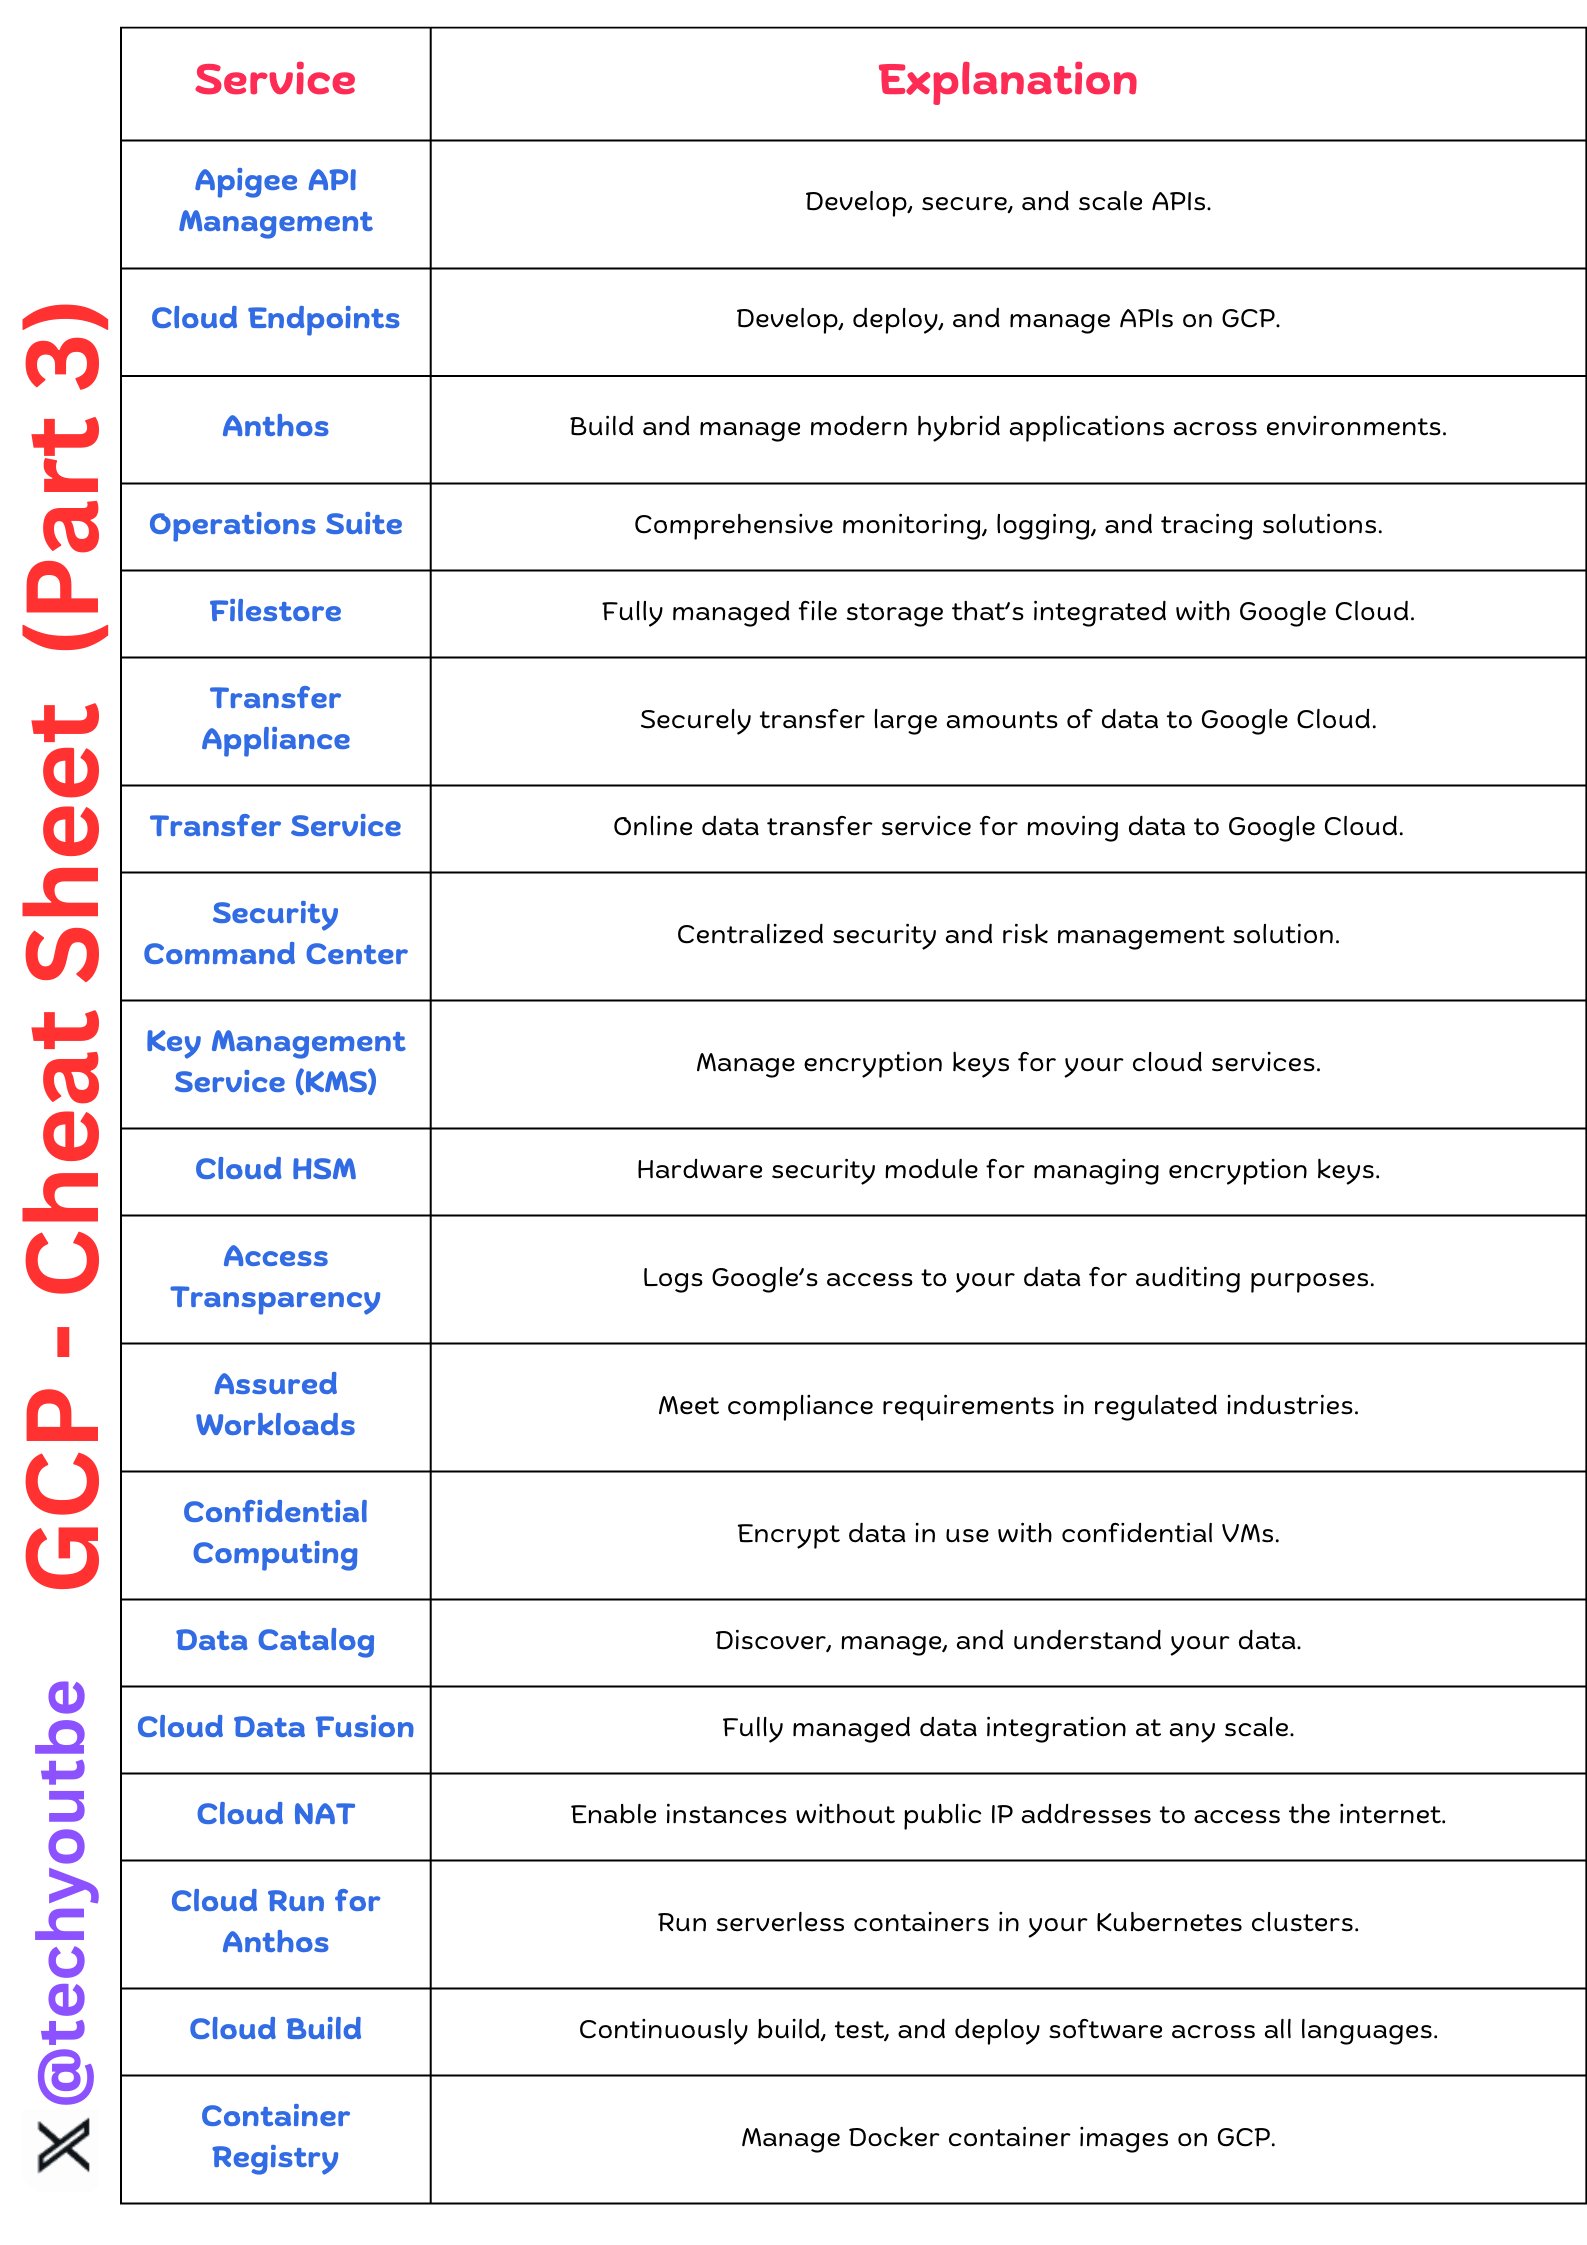 GCP - Cheat Sheet (Part 3)
@techyoutbe
Service
Explanation
Apigee API
Management
Develop, secure, and scale APIs.
Cloud Endpoints
Develop, deploy, and manage APIs on GCP.
Anthos
Build and manage modern hybrid applications across environments.
Operations Suite
Comprehensive monitoring, logging, and tracing solutions.
Filestore
Fully managed file storage that's integrated with Google Cloud.
Transfer
Appliance
Securely transfer large amounts of data to Google Cloud.
Transfer Service
Online data transfer service for moving data to Google Cloud.
Security
Command Center
Centralized security and risk management solution.
Key Management
Service (KMS)
Manage encryption keys for your cloud services.
Cloud HSM
Hardware security module for managing encryption keys.
Access
Transparency
Logs Google's access to your data for auditing purposes.
Assured
Workloads
Meet compliance requirements in regulated industries.
Confidential
Computing
Encrypt data in use with confidential VMs.
Data Catalog
Discover, manage, and understand your data.
Cloud Data Fusion
Fully managed data integration at any scale.
Cloud NAT
Enable instances without public IP addresses to access the internet.
Cloud Run for
Anthos
Run serverless containers in your Kubernetes clusters.
Cloud Build
Continuously build, test, and deploy software across all languages.
Container
Registry
Manage Docker container images on GCP.